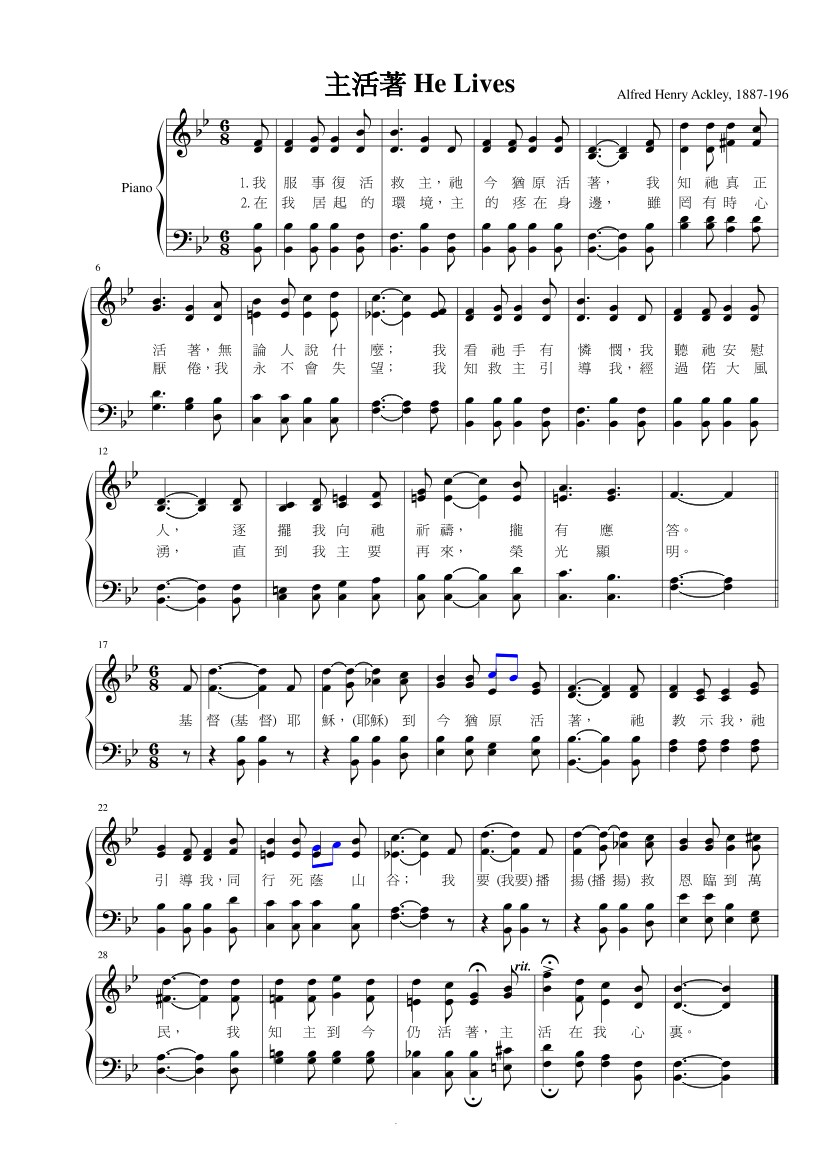 主活著 He Lives
Alfred Henry Ackley, 1887-196
Piano
1.我 服 事 復 活 救 主，祂 今 猶 原 活 著， 我 知 祂 真 正
2.在 我 居 起 的 環 境，主 的 疼 在 身 邊， 雖 罔 有 時 心
6
活 著，無 論 人 說 什 麼； 我 看 祂 手 有 憐 憫，我 聽 祂 安 慰
厭 倦，我 永 不 會 失 望； 我 知 救 主 引 導 我，經 過 偌 大 風
12
人， 逐 擺 我 向 祂 祈 禱， 攏 有 應 答。
湧， 直 到 我 主 要 再 來， 榮 光 顯 明。
17
基 督 (基 督) 耶 穌，(耶穌) 到 今 猶 原 活 著， 祂 教 示 我，祂
22
引 導 我，同 行 死 蔭 山 谷； 我 要 (我要) 播 揚 (播 揚) 救 恩 臨 到 萬
28
rit.
民， 我 知 主 到 今 仍 活 著，主 活 在 我 心 裏。